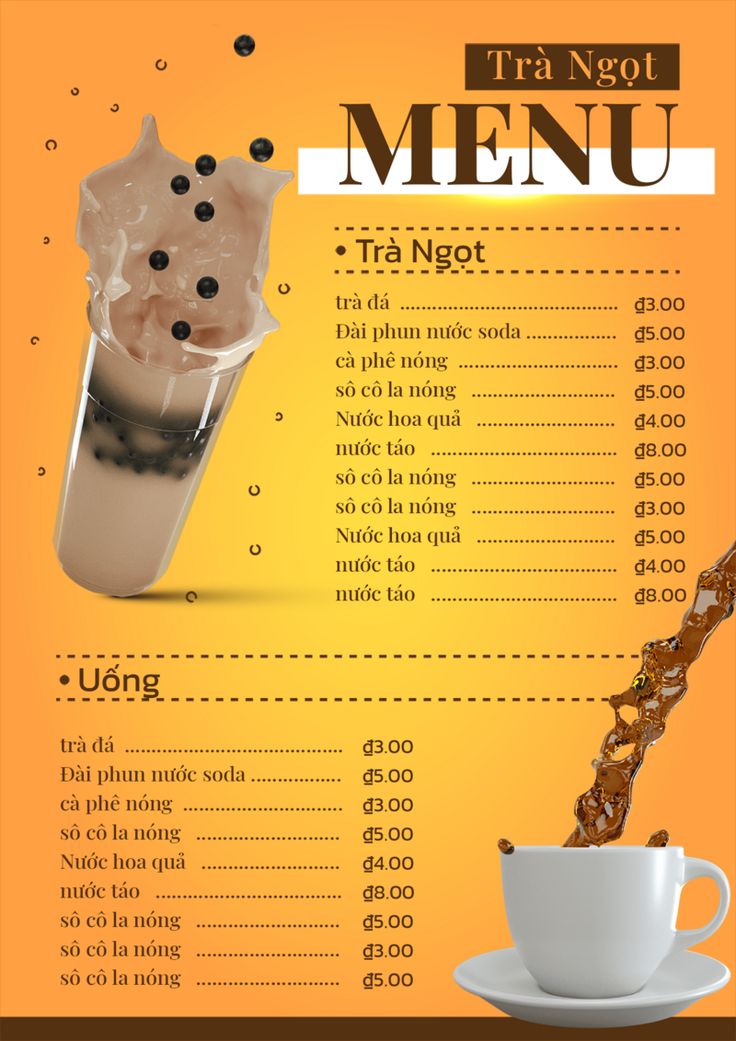 Trà Ngọt
MENU
• Trà Ngọt
trà đá ........................................ ₫3.00
Đài phun nước soda ................. ₫5.00
cà phê nóng ............................. ₫3.00
sô cô la nóng ........................... ₫5.00
Nước hoa quả .......................... ₫4.00
nước táo .................................. ₫8.00
sô cô la nóng ........................... ₫5.00
sô cô la nóng ........................... ₫3.00
Nước hoa quả .......................... ₫5.00
nước táo .................................. ₫4.00
nước táo .................................. ₫8.00
• Uống
trà đá ........................................ ₫3.00
Đài phun nước soda ................. ₫5.00
cà phê nóng ............................. ₫3.00
sô cô la nóng ........................... ₫5.00
Nước hoa quả .......................... ₫4.00
nước táo .................................. ₫8.00
sô cô la nóng ........................... ₫5.00
sô cô la nóng ........................... ₫3.00
sô cô la nóng ........................... ₫5.00